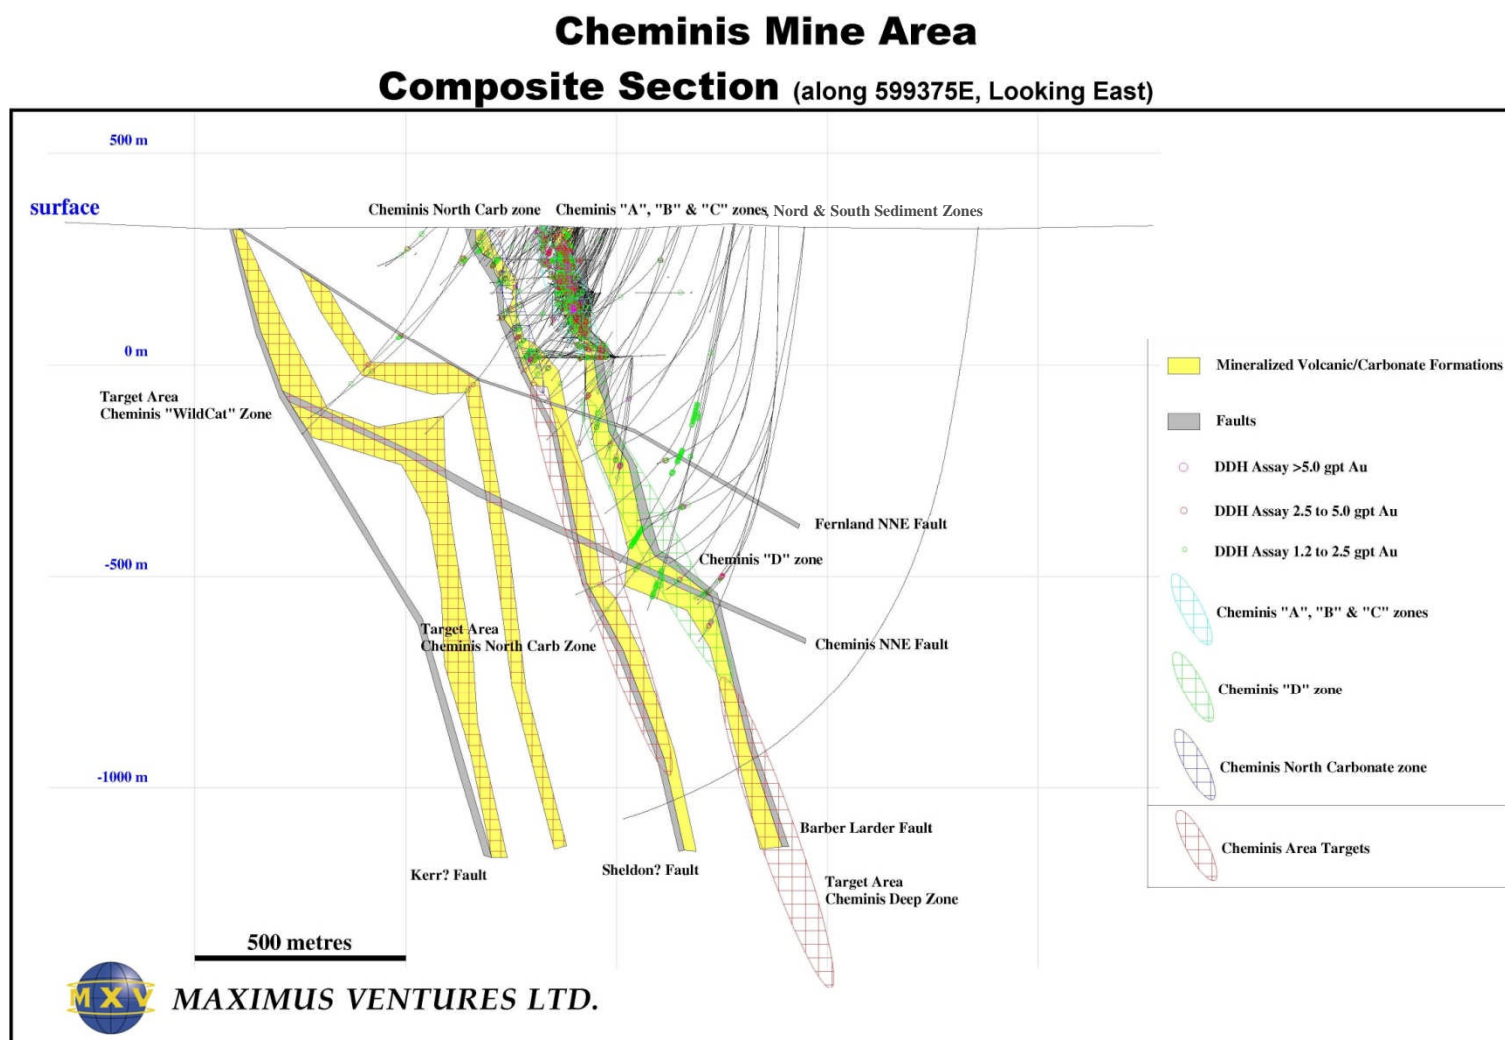 Cheminis Mine Area
Composite Section (along 599375E, Looking East)
500 m
surface
Cheminis North Carb zone
Cheminis "A", "B" & "C" zones, Nord & South Sediment Zones
0 m
Target Area
Cheminis "WildCat" Zone
-500 m
Fernland NNE Fault
Cheminis "D" zone
Target Area
Cheminis North Carb Zone
Cheminis NNE Fault
-1000 m
Barber Larder Fault
Kerr? Fault
Sheldon? Fault
Target Area
Cheminis Deep Zone
Mineralized Volcanic/Carbonate Formations
Faults
DDH Assay >5.0 gpt Au
DDH Assay 2.5 to 5.0 gpt Au
DDH Assay 1.2 to 2.5 gpt Au
Cheminis "A", "B" & "C" zones
Cheminis "D" zone
Cheminis North Carbonate zone
Cheminis Area Targets
500 metres
MXV
MAXIMUS VENTURES LTD.